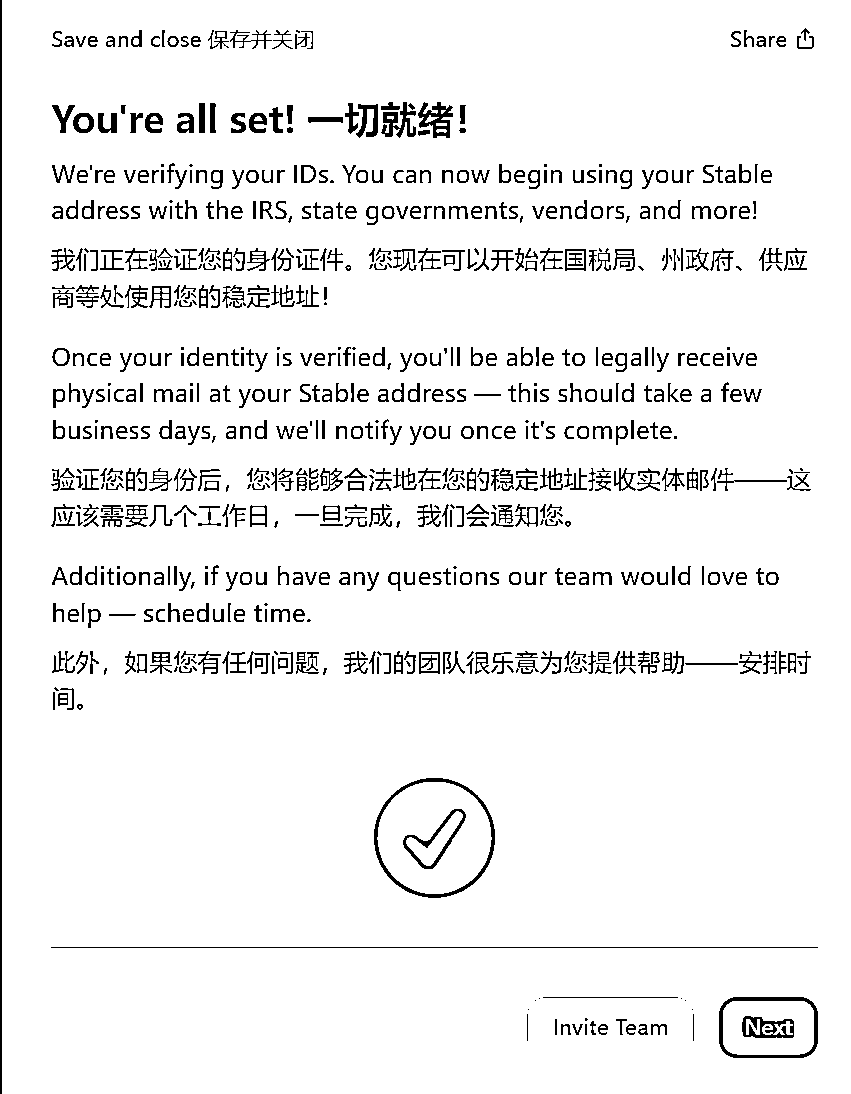 Save and close 保存并关闭
Share
You're all set! 一切就绪！
We're verifying your IDs. You can now begin using your Stable
address with the IRS, state governments, vendors, and more!
我们正在验证您的身份证件。您现在可以开始在国税局、州政府、供应
商等处使用您的稳定地址！
Once your identity is verified, you'll be able to legally receive
physical mail at your Stable address — this should take a few
business days, and we'll notify you once it's complete.
验证您的身份后，您将能够合法地在您的稳定地址接收实体邮件——这
应该需要几个工作日，一旦完成，我们会通知您。
Additionally, if you have any questions our team would love to
help — schedule time.
此外，如果您有任何问题，我们的团队很乐意为您提供帮助——安排时
间。
Invite Team
Next